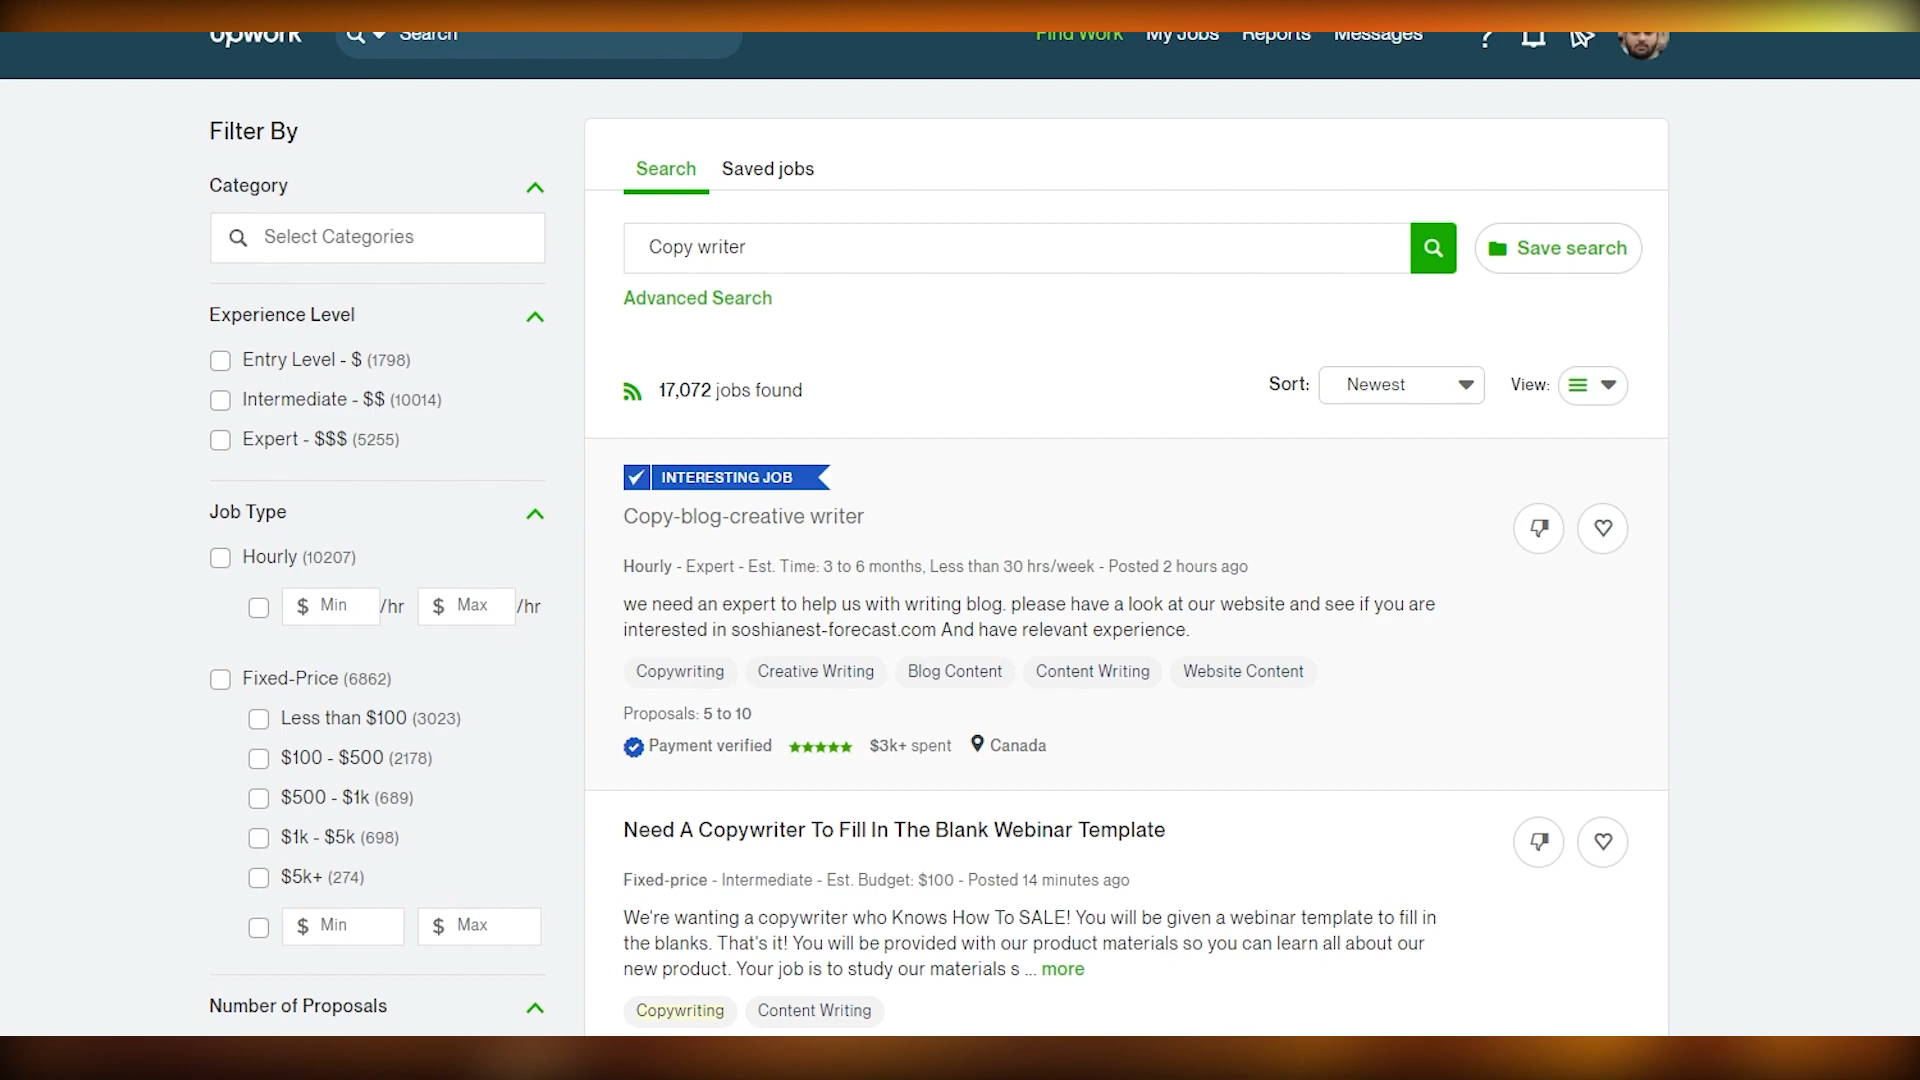 upwork
Search
Find Work
My Jobs
Reports
Messages
?
Filter By
Category
Select Categories
Experience Level
Entry Level - $ (1798)
Intermediate - $$ (10014)
Expert - $$$ (5255)
Job Type
Hourly (10207)
$ Min /hr $ Max /hr
Fixed-Price (6862)
Less than $100 (3023)
$100 - $500 (2178)
$500 - $1k (689)
$1k - $5k (698)
$5k+ (274)
$ Min $ Max
Number of Proposals
Search Saved jobs
Copy writer
Save search
Advanced Search
17,072 jobs found
Sort: Newest
View:
INTERESTING JOB
Copy-blog-creative writer
Hourly - Expert - Est. Time: 3 to 6 months, Less than 30 hrs/week - Posted 2 hours ago
we need an expert to help us with writing blog. please have a look at our website and see if you are
interested in soshianest-forecast.com And have relevant experience.
Copywriting Creative Writing Blog Content Content Writing Website Content
Proposals: 5 to 10
Payment verified $3k+ spent Canada
Need A Copywriter To Fill In The Blank Webinar Template
Fixed-price - Intermediate - Est. Budget: $100 - Posted 14 minutes ago
We're wanting a copywriter who Knows How To SALE! You will be given a webinar template to fill in
the blanks. That's it! You will be provided with our product materials so you can learn all about our
new product. Your job is to study our materials s ... more
Copywriting Content Writing